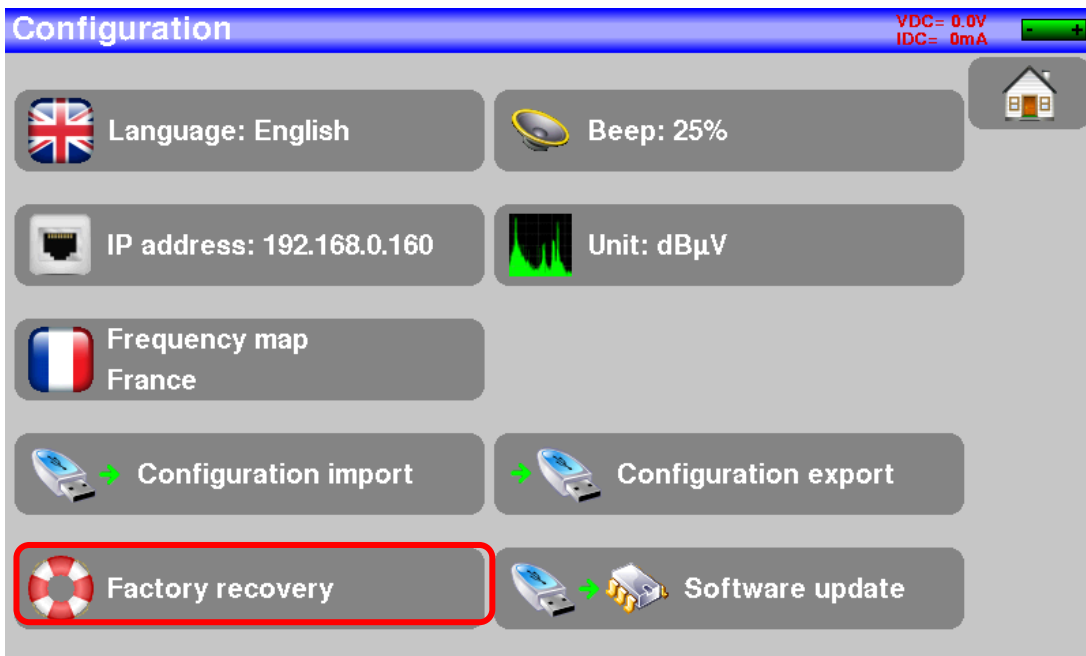 Configuration
VDC= 0.0V
IDC= 0mA
- +
Language: English
Beep: 25%
IP address: 192.168.0.160
Unit: dBµV
Frequency map
France
Configuration import
Configuration export
Factory recovery
Software update